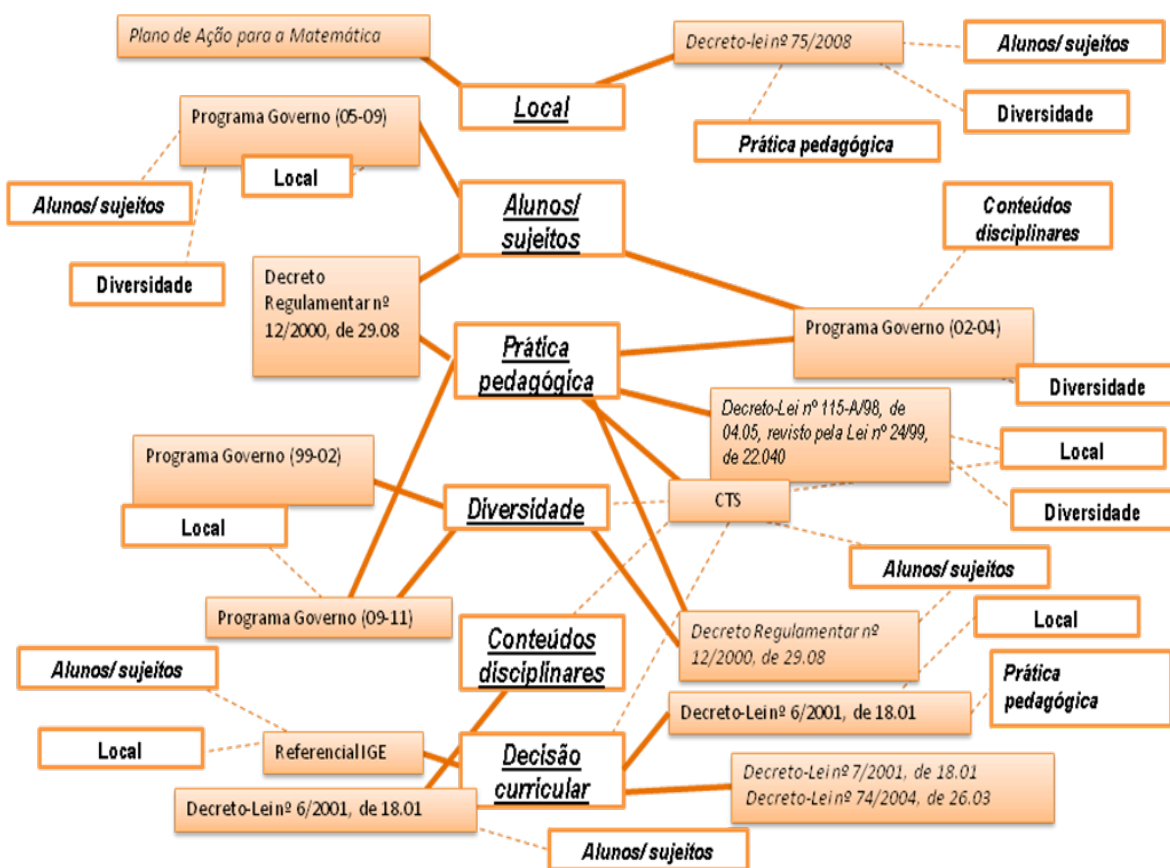 Plano de Ação para a Matemática
Decreto-lei nº 75/2008
Alunos/ sujeitos
Local
Programa Governo (05-09)
Diversidade
Prática pedagógica
Local
Alunos/ sujeitos
Alunos/
sujeitos
Conteúdos
disciplinares
Diversidade
Decreto
Regulamentar nº
12/2000, de 29.08
Programa Governo (02-04)
Prática
pedagógica
Diversidade
Decreto-Lei nº 115-A/98, de
04.05, revisto pela Lei nº 24/99,
de 22.040
Local
Programa Governo (99-02)
CTS
Diversidade
Diversidade
Local
Alunos/ sujeitos
Programa Governo (09-11)
Local
Conteúdos
disciplinares
Decreto Regulamentar nº
12/2000, de 29.08
Alunos/ sujeitos
Prática
pedagógica
Decreto-Lei nº 6/2001, de 18.01
Local
Referencial IGE
Decisão
curricular
Decreto-Lei nº 7/2001, de 18.01
Decreto-Lei nº 74/2004, de 26.03
Decreto-Lei nº 6/2001, de 18.01
Alunos/ sujeitos